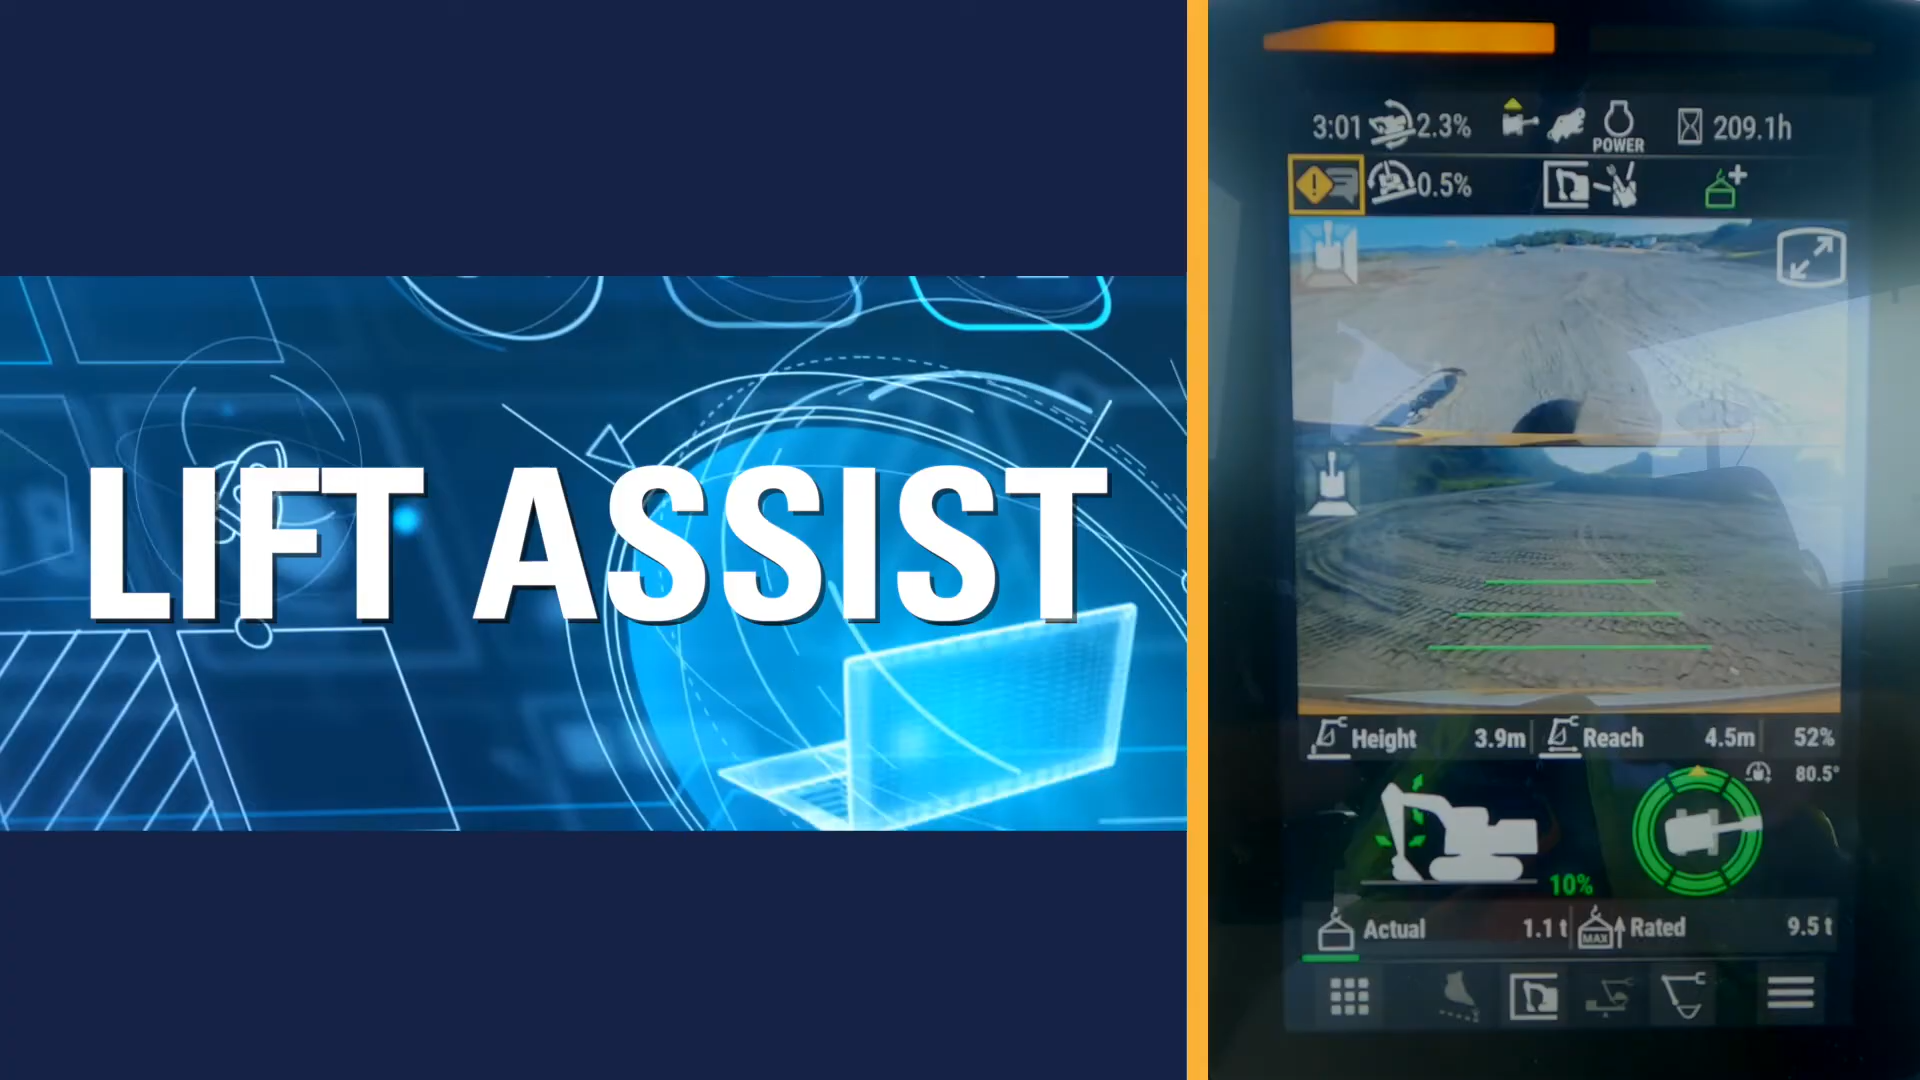 LIFT ASSIST
3:01 2.3% POWER 209.1h
0.5%
Height 3.9m Reach 4.5m 52%
80.5°
10%
Actual 1.1 t MAX Rated 9.5 t